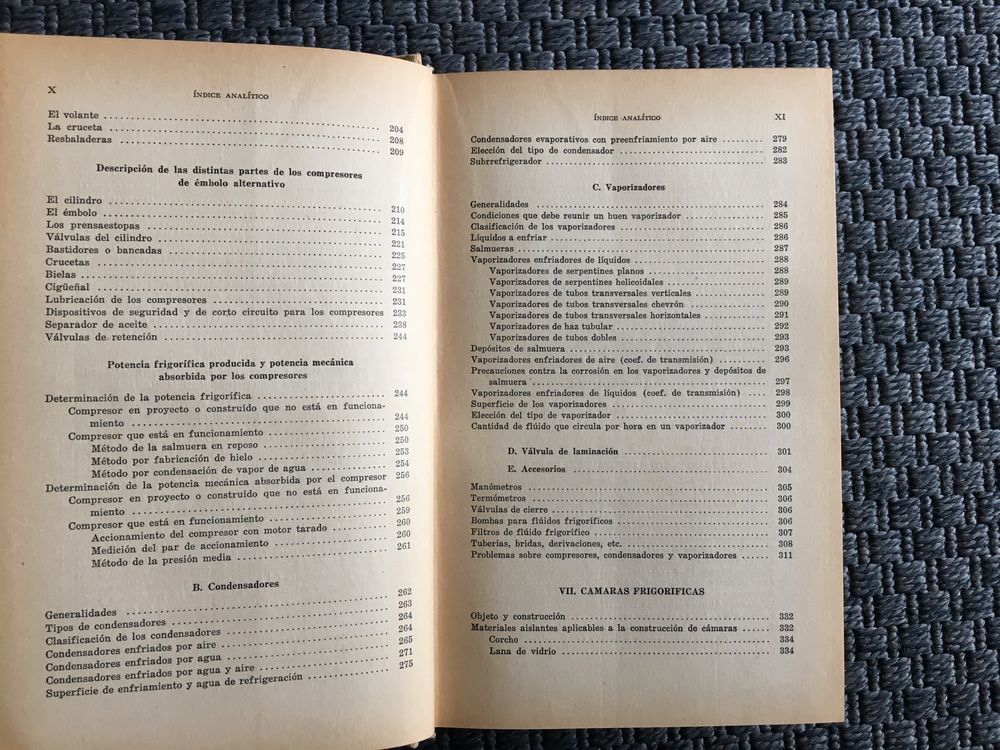 X
ÍNDICE ANALÍTICO
El volante ........ 204
La cruceta ........ 208
Resbaladeras ........ 209
Descripción de las distintas partes de los compresores
de émbolo alternativo
El cilindro ........ 210
El émbolo ........ 214
Los prensaestopas ........ 215
Válvulas del cilindro ........ 221
Bastidores o bancadas ........ 225
Crucetas ........ 227
Bielas ........ 227
Cigüeñal ........ 231
Lubricación de los compresores ........ 231
Dispositivos de seguridad y de corto circuito para los compresores 233
Separador de aceite ........ 238
Válvulas de retención ........ 244
Potencia frigorífica producida y potencia mecánica
absorbida por los compresores
Determinación de la potencia frigorífica ........ 244
Compresor en proyecto o construído que no está en funciona-
miento ........ 244
Compresor que está en funcionamiento ........ 250
Método de la salmuera en reposo ........ 250
Método por fabricación de hielo ........ 253
Método por condensación de vapor de agua ........ 254
Determinación de la potencia mecánica absorbida por el compresor 256
Compresor en proyecto o construído que no está en funciona-
miento ........ 256
Compresor que está en funcionamiento ........ 259
Accionamiento del compresor con motor tarado ........ 260
Medición del par de accionamiento ........ 260
Método de la presión media ........ 261
B. Condensadores
Generalidades ........ 262
Tipos de condensadores ........ 263
Clasificación de los condensadores ........ 264
Condensadores enfriados por aire ........ 264
Condensadores enfriados por agua ........ 265
Condensadores enfriados por agua y aire ........ 271
Superficie de enfriamiento y agua de refrigeración ........ 275
ÍNDICE ANALÍTICO
XI
Condensadores evaporativos con preenfriamiento por aire ........ 279
Elección del tipo de condensador ........ 282
Subrrefrigerador ........ 283
C. Vaporizadores
Generalidades ........ 284
Condiciones que debe reunir un buen vaporizador ........ 285
Clasificación de los vaporizadores ........ 286
Líquidos a enfriar ........ 286
Salmueras ........ 287
Vaporizadores enfriadores de líquidos ........ 288
Vaporizadores de serpentines planos ........ 288
Vaporizadores de serpentines helicoidales ........ 289
Vaporizadores de tubos transversales verticales ........ 289
Vaporizadores de tubos transversales chevrón ........ 290
Vaporizadores de tubos transversales horizontales ........ 291
Vaporizadores de haz tubular ........ 292
Vaporizadores de tubos dobles ........ 293
Depósitos de salmuera ........ 293
Vaporizadores enfriadores de aire (coef. de transmisión) ........ 296
Precauciones contra la corrosión en los vaporizadores y depósitos de
salmuera ........ 297
Vaporizadores enfriadores de líquidos (coef. de transmisión) .... 298
Superficie de los vaporizadores ........ 299
Elección del tipo de vaporizador ........ 300
Cantidad de flúido que circula por hora en un vaporizador ........ 300
D. Válvula de laminación ........ 301
E. Accesorios ........ 304
Manómetros ........ 305
Termómetros ........ 306
Válvulas de cierre ........ 306
Bombas para flúidos frigoríficos ........ 306
Filtros de flúido frigorífico ........ 307
Tuberías, bridas, derivaciones, etc. ........ 308
Problemas sobre compresores, condensadores y vaporizadores ........ 311
VII. CAMARAS FRIGORIFICAS
Objeto y construcción ........ 332
Materiales aislantes aplicables a la construcción de cámaras ........ 332
Corcho ........ 334
Lana de vidrio ........ 334